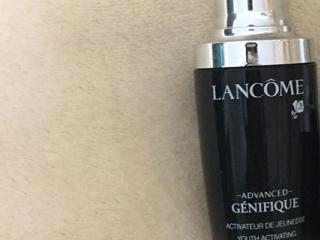 LANCÔME
-ADVANCED-
GÉNIFIQUE
ACTIVATEUR DE JEUNESSE
YOUTH ACTIVATING